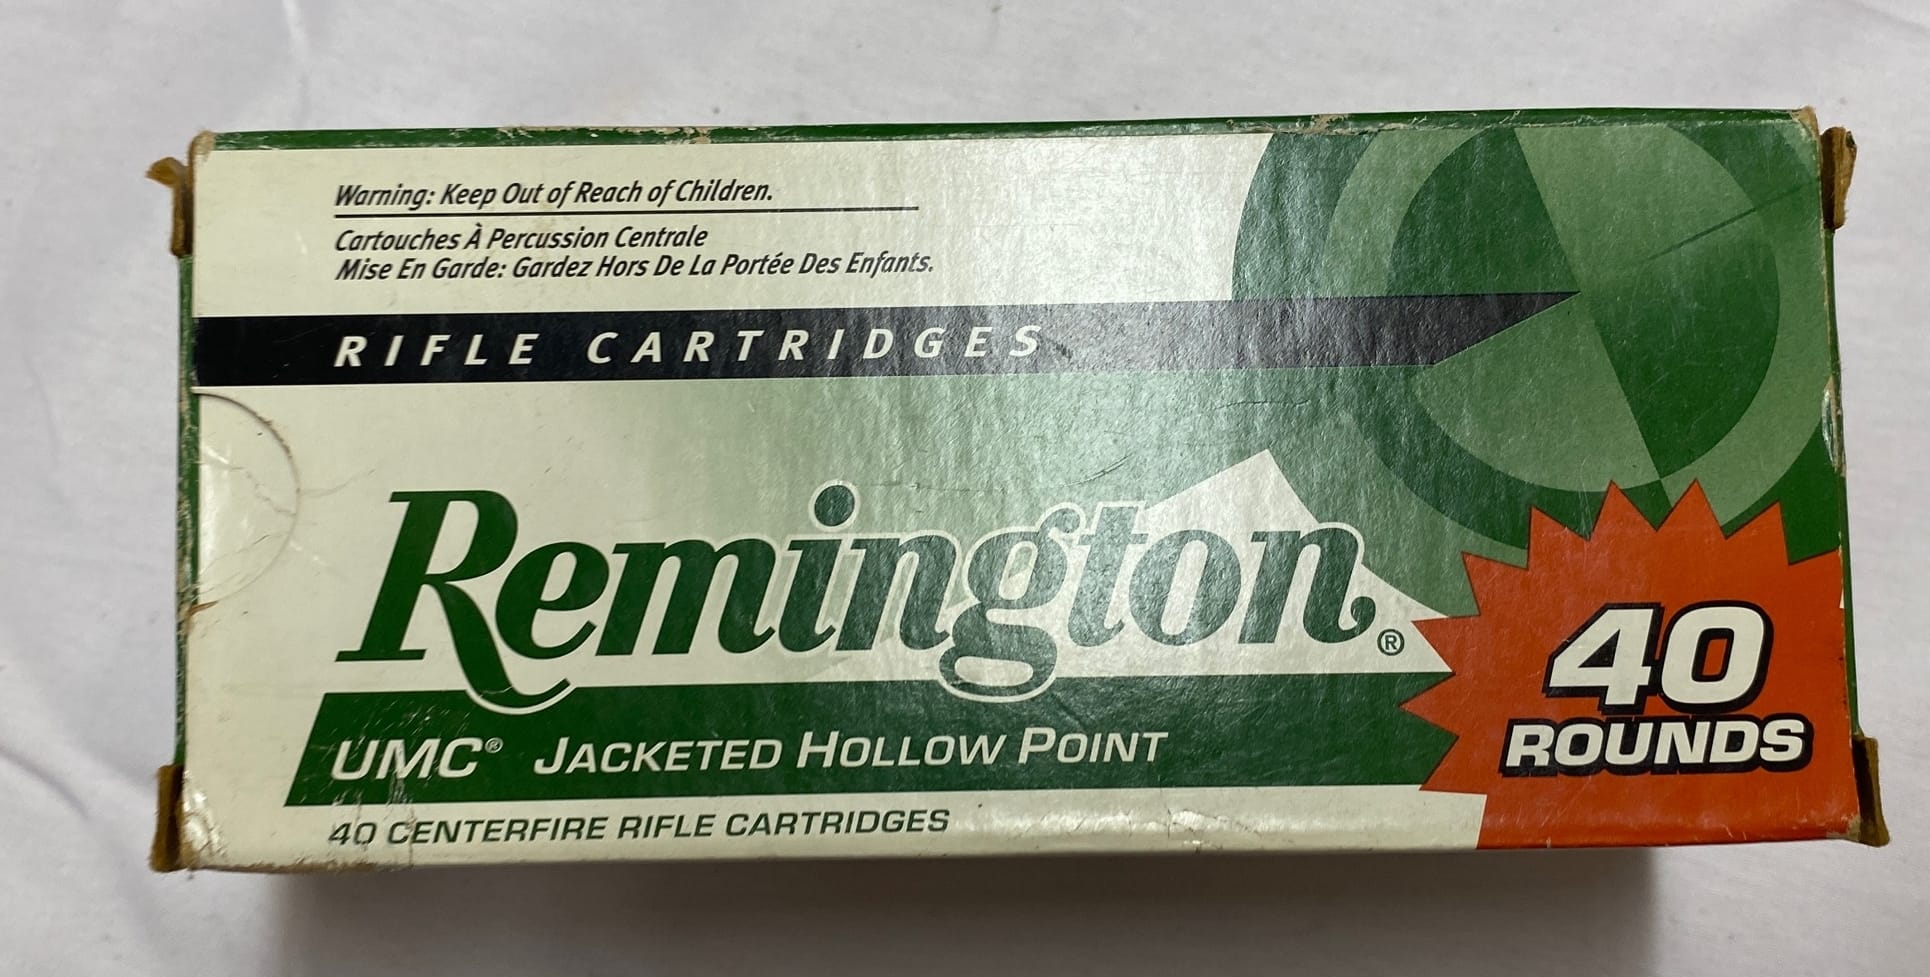 Warning: Keep Out of Reach of Children.
Cartouches À Percussion Centrale
Mise En Garde: Gardez Hors De La Portée Des Enfants.
RIFLE CARTRIDGES
Remington®
UMC® JACKETED HOLLOW POINT
40 CENTERFIRE RIFLE CARTRIDGES
40
ROUNDS